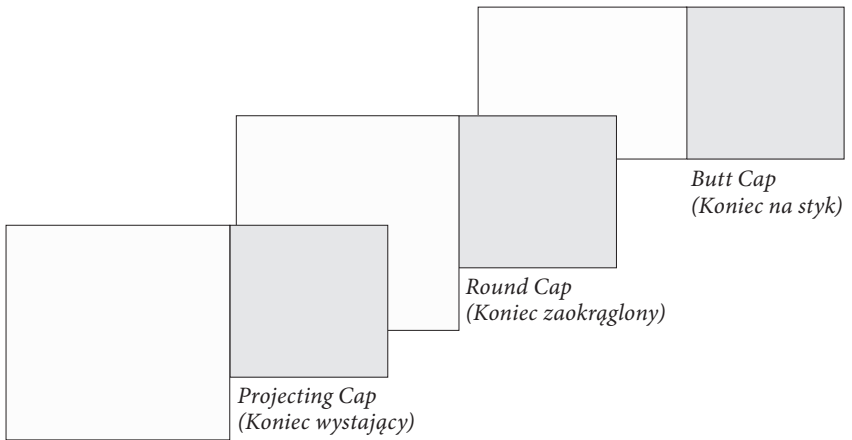 Butt Cap
(Koniec na styk)
Round Cap
(Koniec zaokrąglony)
Projecting Cap
(Koniec wystający)